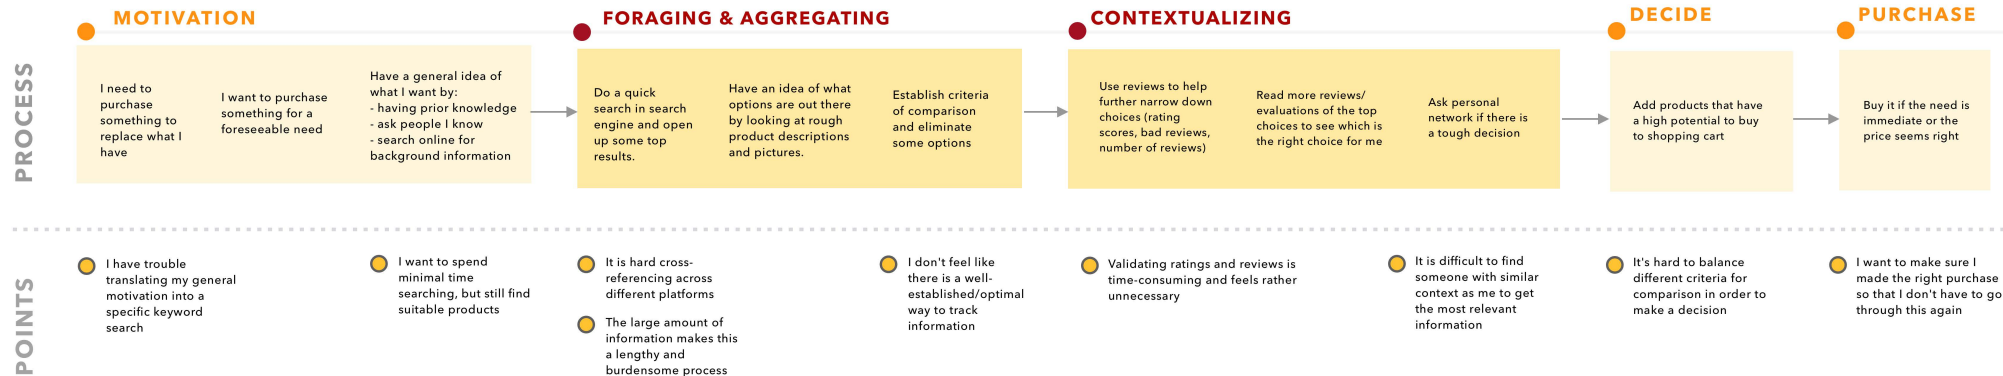 MOTIVATION
FORAGING & AGGREGATING
CONTEXTUALIZING
DECIDE
PURCHASE
PROCESS
I need to
purchase
something to
replace what I
have
I want to purchase
something for a
foreseeable need
Have a general idea of
what I want by:
- having prior knowledge
- ask people I know
- search online for
background information
Do a quick
search in search
engine and open
up some top
results.
Have an idea of what
options are out there
by looking at rough
product descriptions
and pictures.
Establish criteria
of comparison
and eliminate
some options
Use reviews to help
further narrow down
choices (rating
scores, bad reviews,
number of reviews)
Read more reviews/
evaluations of the top
choices to see which is
the right choice for me
Ask personal
network if there is
a tough decision
Add products that have
a high potential to buy
to shopping cart
Buy it if the need is
immediate or the
price seems right
POINTS
I have trouble
translating my general
motivation into a
specific keyword
search
I want to spend
minimal time
searching, but still find
suitable products
It is hard cross-
referencing across
different platforms
The large amount of
information makes this
a lengthy and
burdensome process
I don't feel like
there is a well-
established/optimal
way to track
information
Validating ratings and reviews is
time-consuming and feels rather
unnecessary
It is difficult to find
someone with similar
context as me to get
the most relevant
information
It's hard to balance
different criteria for
comparison in order to
make a decision
I want to make sure I
made the right purchase
so that I don't have to go
through this again